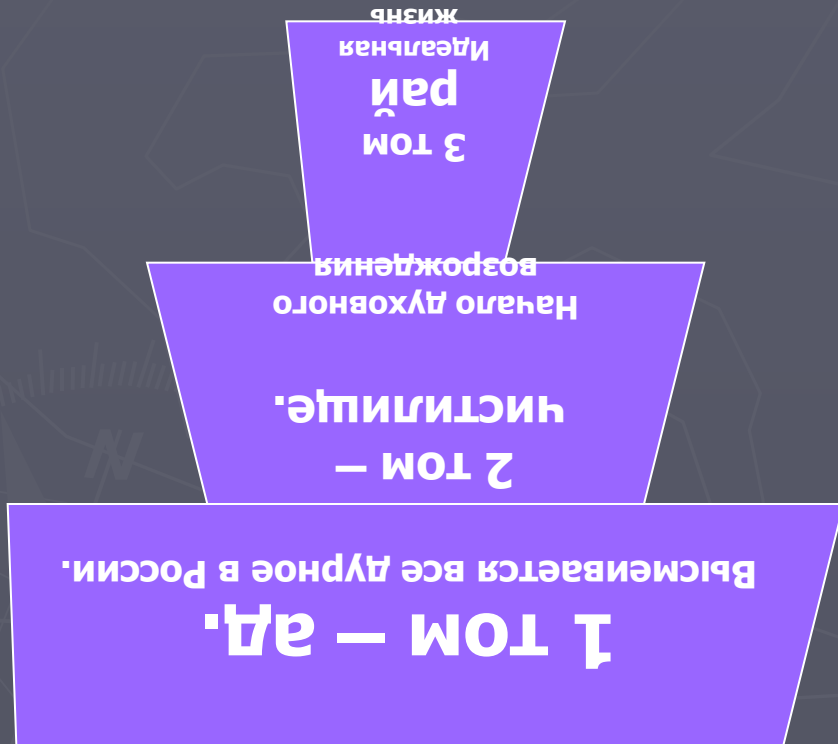 1 том – ад.
Высмеивается все дурное в России.
2 том –
чистилище.
Начало духовного
возрождения
3 том
рай
Идеальная
жизнь